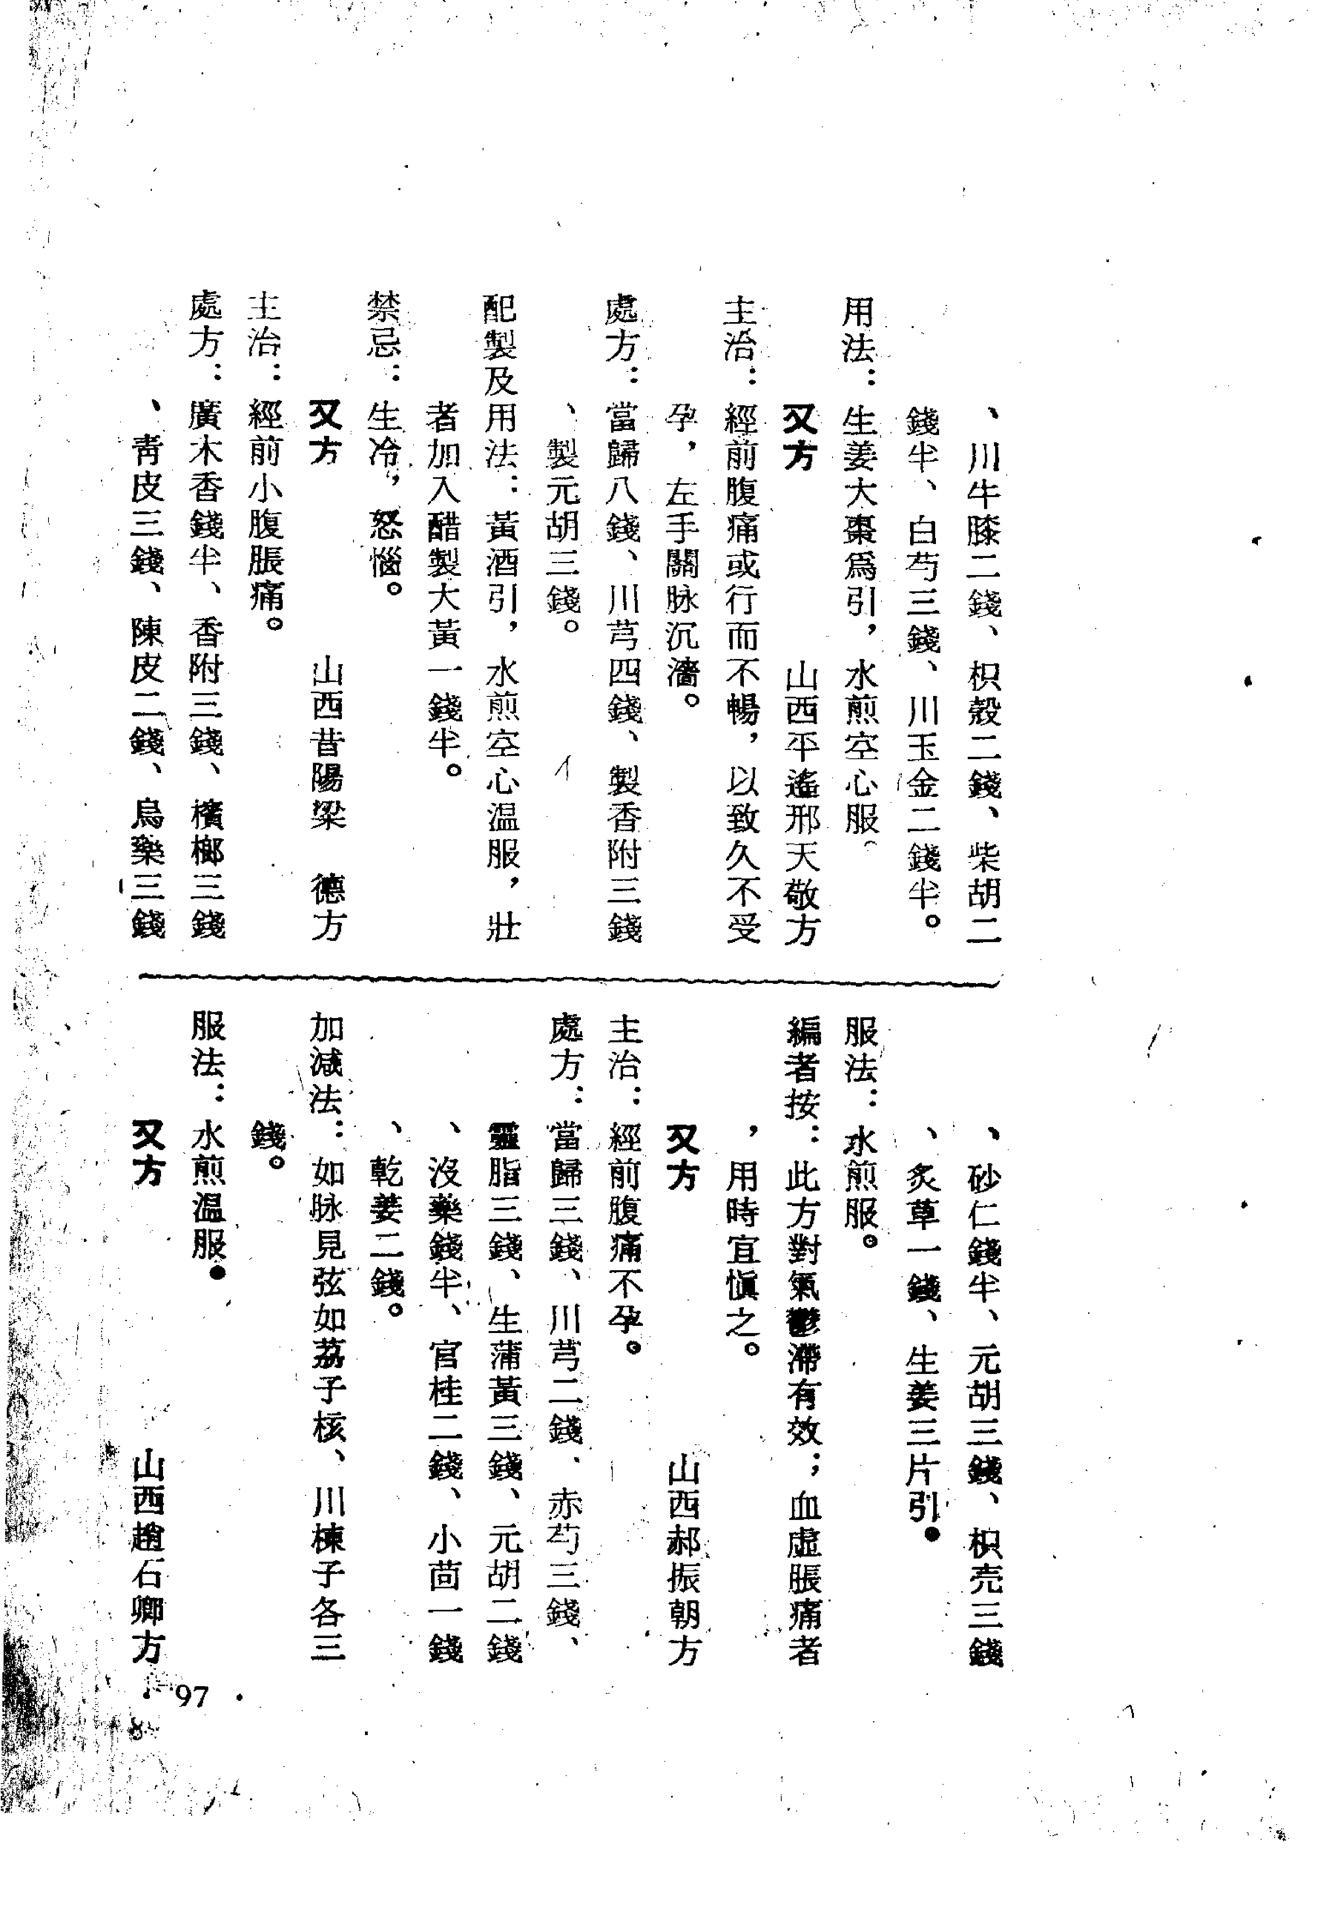 、川牛膝二錢、枳殼二錢、柴胡二
錢半、白芍三錢、川玉金二錢半。
用法：生姜大棗爲引，水煎空心服。
又方　山西平遙邢天敬方
主治：經前腹痛或行而不暢，以致久不受
孕，左手關脉沉濇。
處方：當歸八錢、川芎四錢、製香附三錢
、製元胡三錢。
配製及用法：黃酒引，水煎空心温服，壯
者加入醋製大黃一錢半。
禁忌：生冷，怒惱。
又方　山西昔陽梁　德方
主治：經前小腹脹痛。
處方：廣木香錢半、香附三錢、檳榔三錢
、青皮三錢、陳皮二錢、烏藥三錢
、砂仁錢半、元胡三錢、枳壳三錢
、炙草一錢、生姜三片引。
服法：水煎服。
編者按：此方對氣鬱滯有效；血虛脹痛者
，用時宜愼之。
又方　山西郝振朝方
主治：經前腹痛不孕。
處方：當歸三錢、川芎二錢、赤芍三錢、
靈脂三錢、生蒲黃三錢、元胡二錢
、沒藥錢半、官桂二錢、小茴一錢
、乾姜二錢。
加减法：如脉見弦如荔子核、川楝子各三
錢。
服法：水煎溫服。
又方　山西趙石卿方
· 97 ·